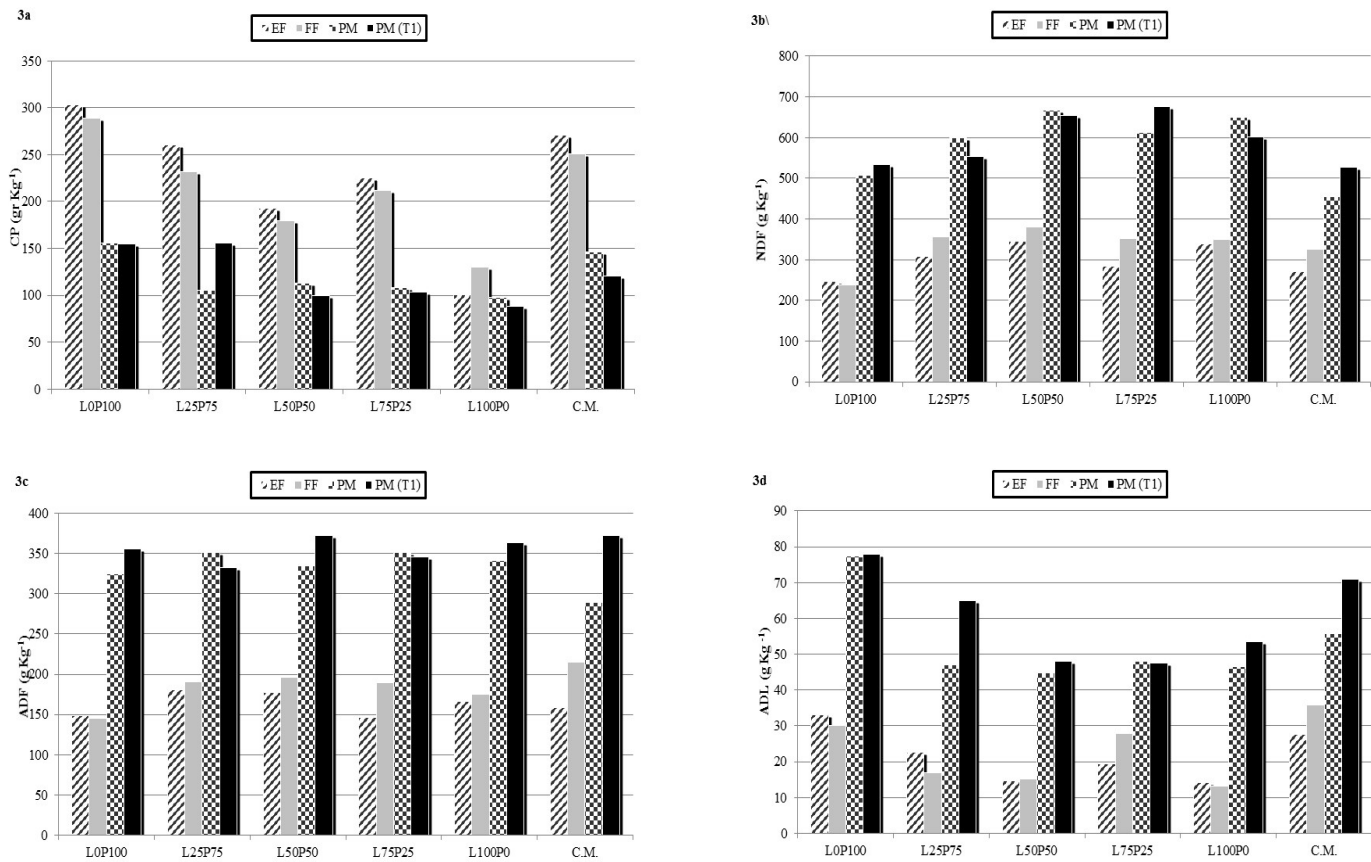 3a
EF FF PM PM (T1)
CP (gr Kg⁻¹)
350
300
250
200
150
100
50
0
L0P100 L25P75 L50P50 L75P25 L100P0 C.M.
3b\
EF FF PM PM (T1)
NDF (g Kg⁻¹)
800
700
600
500
400
300
200
100
0
L0P100 L25P75 L50P50 L75P25 L100P0 C.M.
3c
EF FF PM PM (T1)
ADF (g Kg⁻¹)
400
350
300
250
200
150
100
50
0
L0P100 L25P75 L50P50 L75P25 L100P0 C.M.
3d
EF FF PM PM (T1)
ADL (g Kg⁻¹)
90
80
70
60
50
40
30
20
10
0
L0P100 L25P75 L50P50 L75P25 L100P0 C.M.